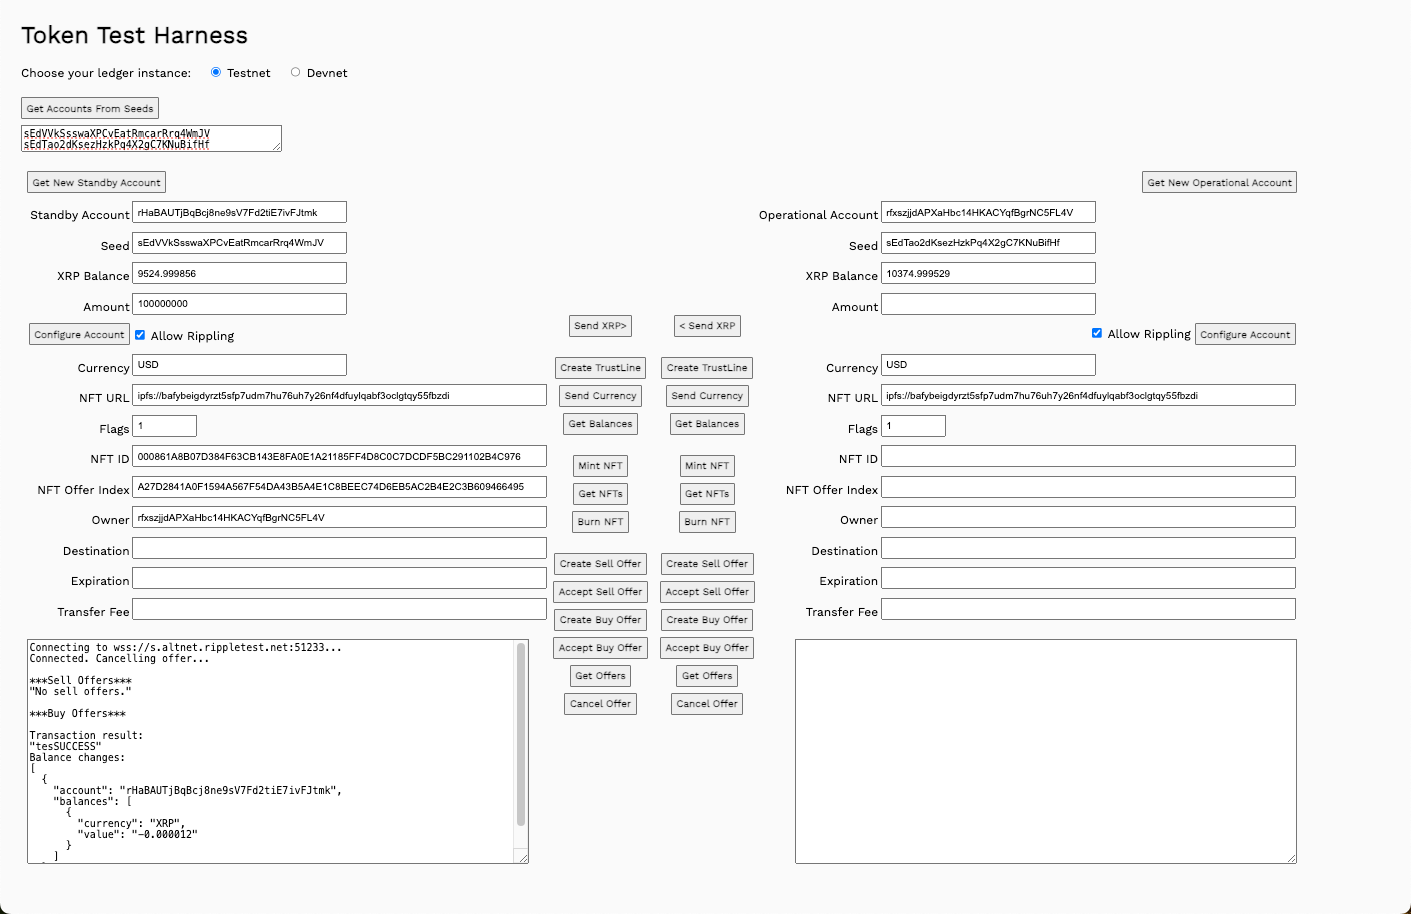 Token Test Harness
Choose your ledger instance: Testnet Devnet
Get Accounts From Seeds
sEdVVkSsswaXPCvEatRmcarRrq4WmJV
sEdTao2dKsezHzkPq4X2gC7KNuBifHf
Get New Standby Account
Get New Operational Account
Standby Account rHaBAUTjBqBcj8ne9sV7Fd2tiE7ivFJtmk
Operational Account rfxszjjdAPXaHbc14HKACYqfBgrNC5FL4V
Seed sEdVVkSsswaXPCvEatRmcarRrq4WmJV
Seed sEdTao2dKsezHzkPq4X2gC7KNuBifHf
XRP Balance 9524.999856
XRP Balance 10374.999529
Amount 100000000
Amount
Send XRP>
< Send XRP
Configure Account Allow Rippling
Allow Rippling Configure Account
Currency USD
Create TrustLine
Create TrustLine
Currency USD
NFT URL ipfs://bafybeigdyrzt5sfp7udm7hu76uh7y26nf4dfuylqabf3oclgtqy55fbzdi
Send Currency
Send Currency
NFT URL ipfs://bafybeigdyrzt5sfp7udm7hu76uh7y26nf4dfuylqabf3oclgtqy55fbzdi
Flags 1
Get Balances
Get Balances
Flags 1
NFT ID 000861A8B07D384F63CB143E8FA0E1A21185FF4D8C0C7DCDF5BC291102B4C976
Mint NFT
Mint NFT
NFT ID
NFT Offer Index A27D2841A0F1594A567F54DA43B5A4E1C8BEEC74D6EB5AC2B4E2C3B609466495
Get NFTs
Get NFTs
NFT Offer Index
Owner rfxszjjdAPXaHbc14HKACYqfBgrNC5FL4V
Burn NFT
Burn NFT
Owner
Destination
Create Sell Offer
Create Sell Offer
Destination
Expiration
Accept Sell Offer
Accept Sell Offer
Expiration
Transfer Fee
Create Buy Offer
Create Buy Offer
Transfer Fee
Accept Buy Offer
Accept Buy Offer
Get Offers
Get Offers
Cancel Offer
Cancel Offer
Connecting to wss://s.altnet.rippletest.net:51233...
Connected. Cancelling offer...
***Sell Offers***
"No sell offers."
***Buy Offers***
Transaction result:
"tesSUCCESS"
Balance changes:
[
{
"account": "rHaBAUTjBqBcj8ne9sV7Fd2tiE7ivFJtmk",
"balances": [
{
"currency": "XRP",
"value": "-0.000012"
}
]